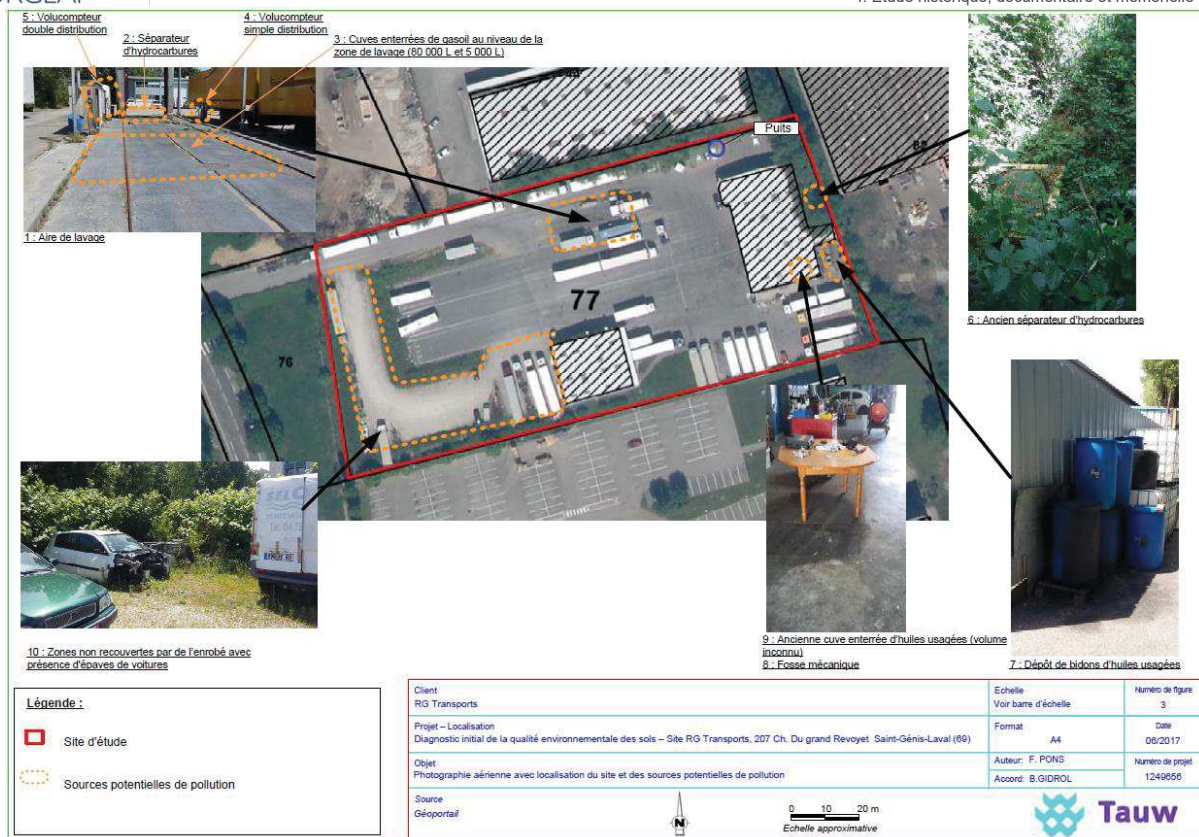 1. Etude historique, documentaire et mémorielle
5 : Volucompteur
double distribution
2 : Séparateur
d'hydrocarbures
4 : Volucompteur
simple distribution
3 : Cuves enterrées de gasoil au niveau de la
zone de lavage (80 000 L et 5 000 L)
1 : Aire de lavage
Puits
77
76
6 : Ancien séparateur d'hydrocarbures
10 : Zones non recouvertes par de l'enrobé avec
présence d'épaves de voitures
9 : Ancienne cuve enterrée d'huiles usagées (volume
inconnu)
8 : Fosse mécanique
7 : Dépôt de bidons d'huiles usagées
Légende :
Site d'étude
Sources potentielles de pollution
Client
RG Transports
Echelle
Voir barre d'échelle
Numéro de figure
3
Projet – Localisation
Diagnostic initial de la qualité environnementale des sols – Site RG Transports, 207 Ch. Du grand Revoyet Saint-Génis-Laval (69)
Format
A4
Date
06/2017
Objet
Photographie aérienne avec localisation du site et des sources potentielles de pollution
Auteur: F. PONS
Accord: B.GIDROL
Numéro de projet
1249656
Source
Géoportail
N
0 10 20 m
Echelle approximative
Tauw